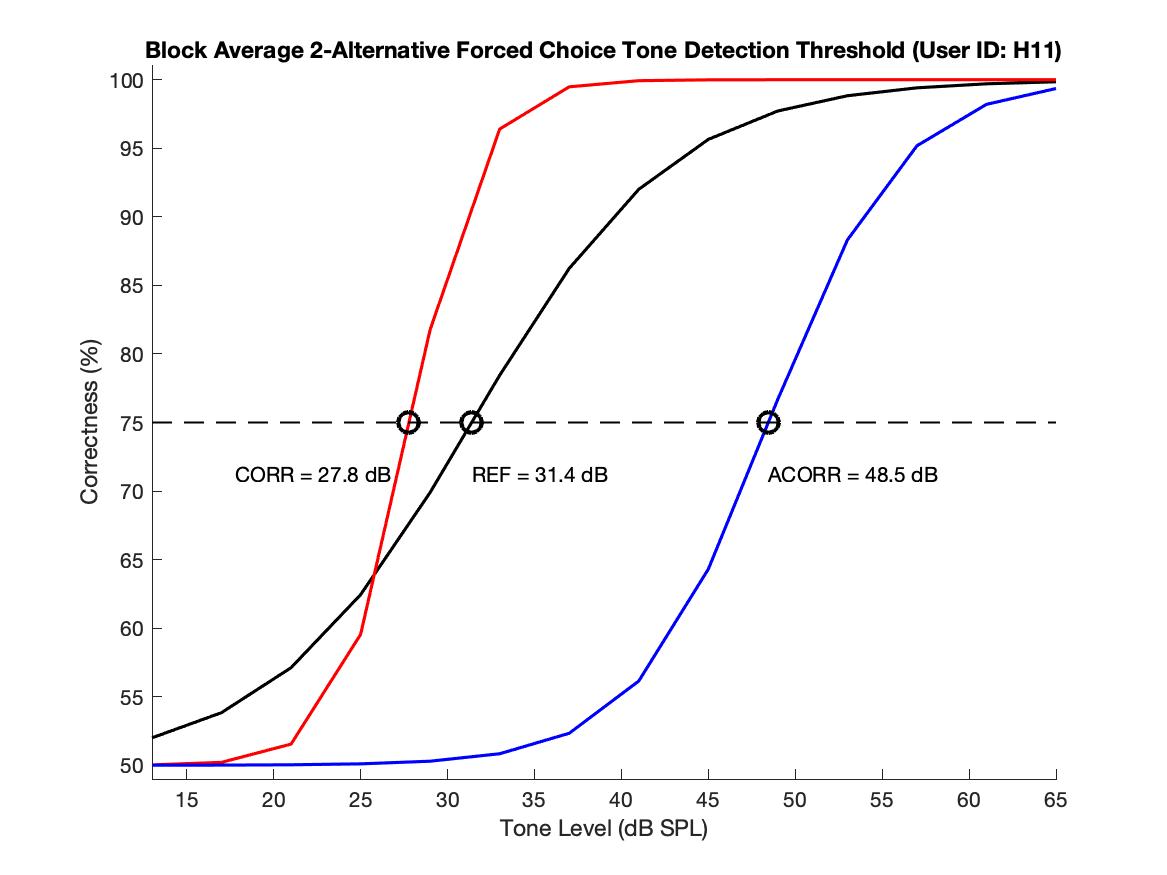 Block Average 2-Alternative Forced Choice Tone Detection Threshold (User ID: H11)
100
95
90
85
80
75
70
65
60
55
50
Correctness (%)
CORR = 27.8 dB
REF = 31.4 dB
ACORR = 48.5 dB
15 20 25 30 35 40 45 50 55 60 65
Tone Level (dB SPL)